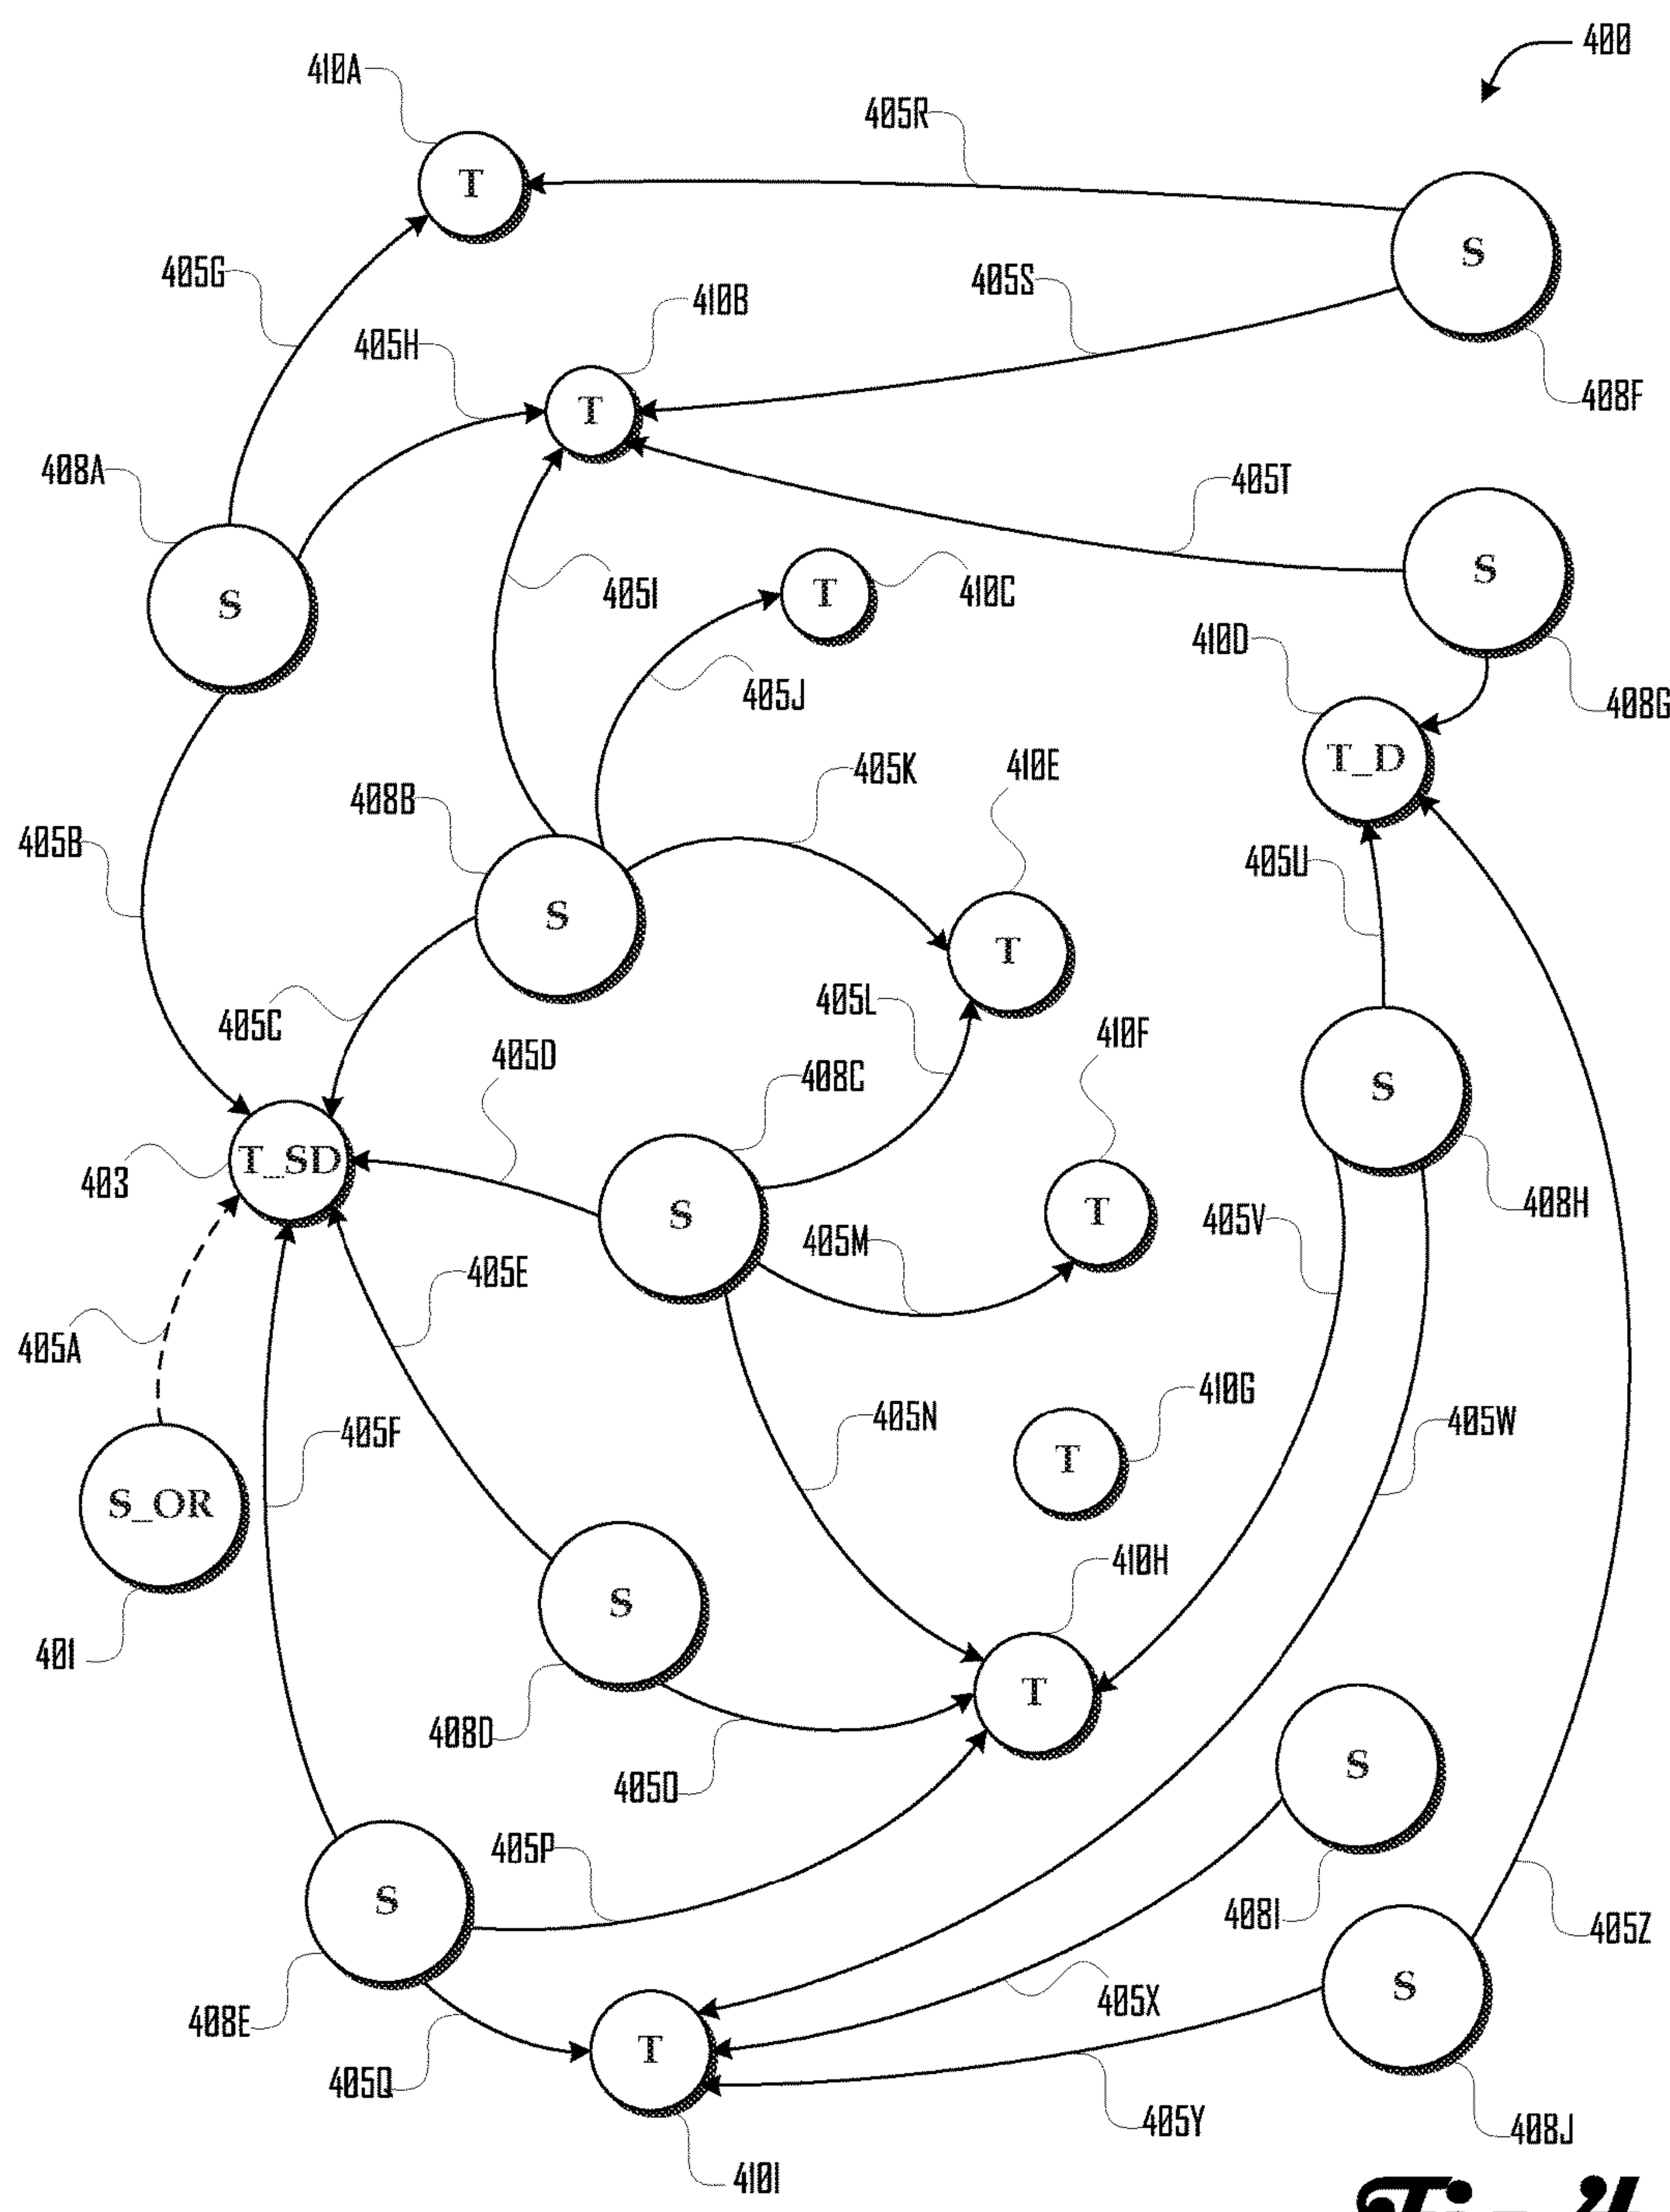 400
410A
405R
T
S
405G
405S
410B
405H
408F
T
408A
405T
405I
T
410C
S
S
410D
405J
408G
T_D
405K
410E
408B
405B
405U
S
T
405L
405C
410F
405D
408C
S
403
T_SD
408H
S
T
405V
405M
405E
405A
410G
405N
405W
405F
T
S_OR
410H
S
401
T
408D
S
405O
405P
S
408I
405Z
S
405X
408E
T
405Q
405Y
408J
410I